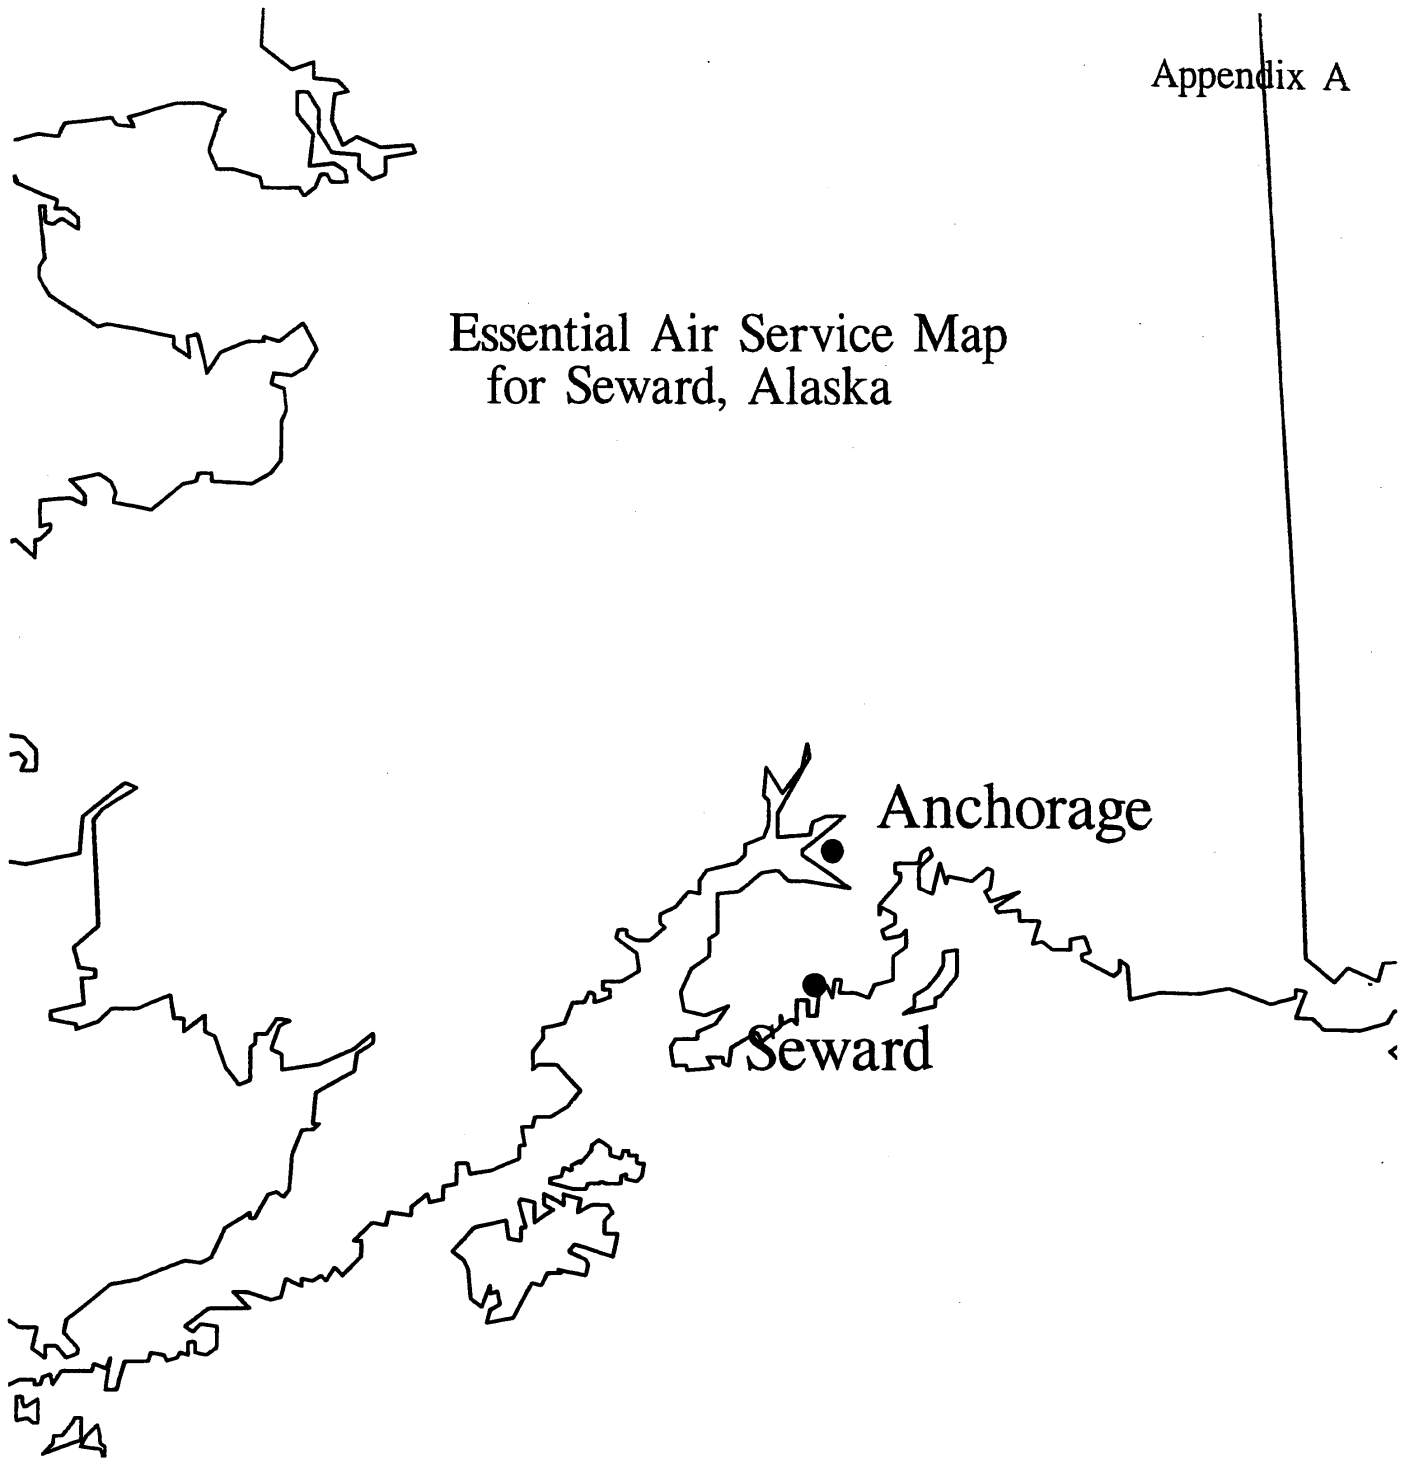 Appendix A
Essential Air Service Map
for Seward, Alaska
Anchorage
Seward